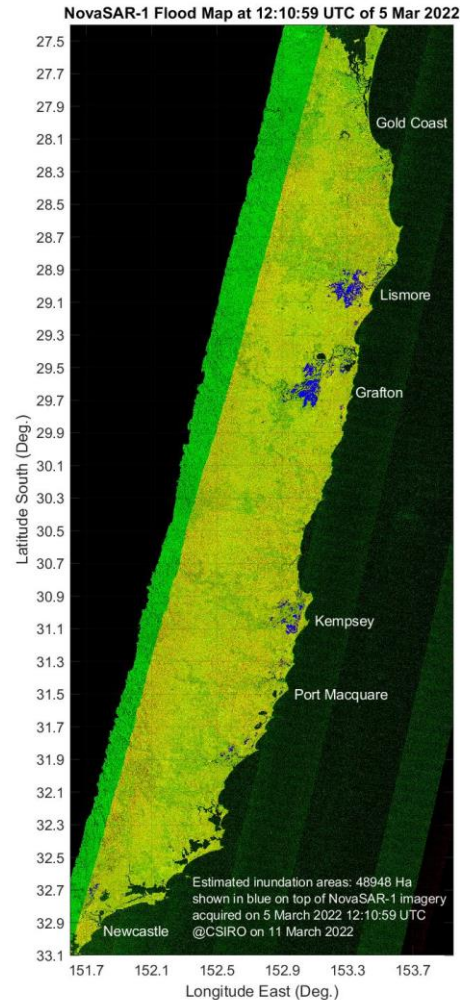 NovaSAR-1 Flood Map at 12:10:59 UTC of 5 Mar 2022
27.5
27.7
27.9
Gold Coast
28.1
28.3
28.5
28.7
28.9
Lismore
29.1
29.3
29.5
Grafton
29.7
29.9
Latitude South (Deg.)
30.1
30.3
30.5
30.7
30.9
Kempsey
31.1
31.3
31.5
Port Macquare
31.7
31.9
32.1
32.3
32.5
Estimated inundation areas: 48948 Ha
shown in blue on top of NovaSAR-1 imagery
acquired on 5 March 2022 12:10:59 UTC
@CSIRO on 11 March 2022
32.7
32.9
Newcastle
33.1
151.7 152.1 152.5 152.9 153.3 153.7
Longitude East (Deg.)